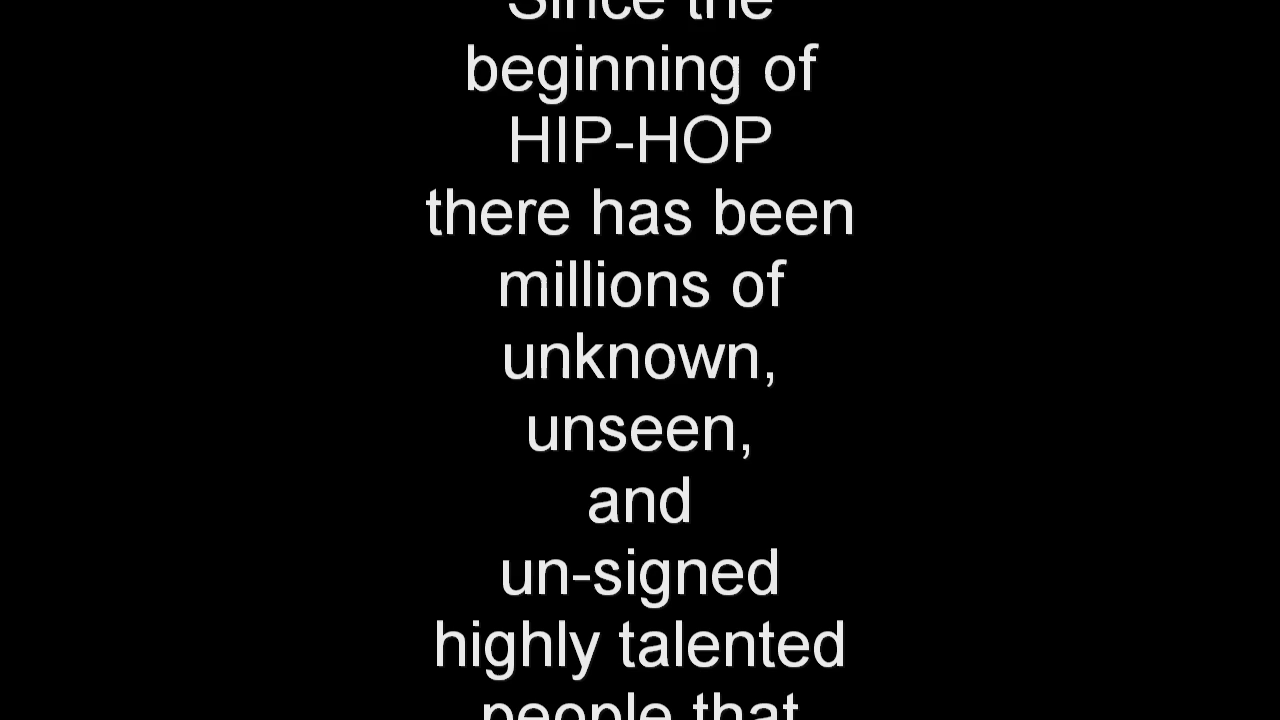 Since the
beginning of
HIP-HOP
there has been
millions of
unknown,
unseen,
and
un-signed
highly talented
people that